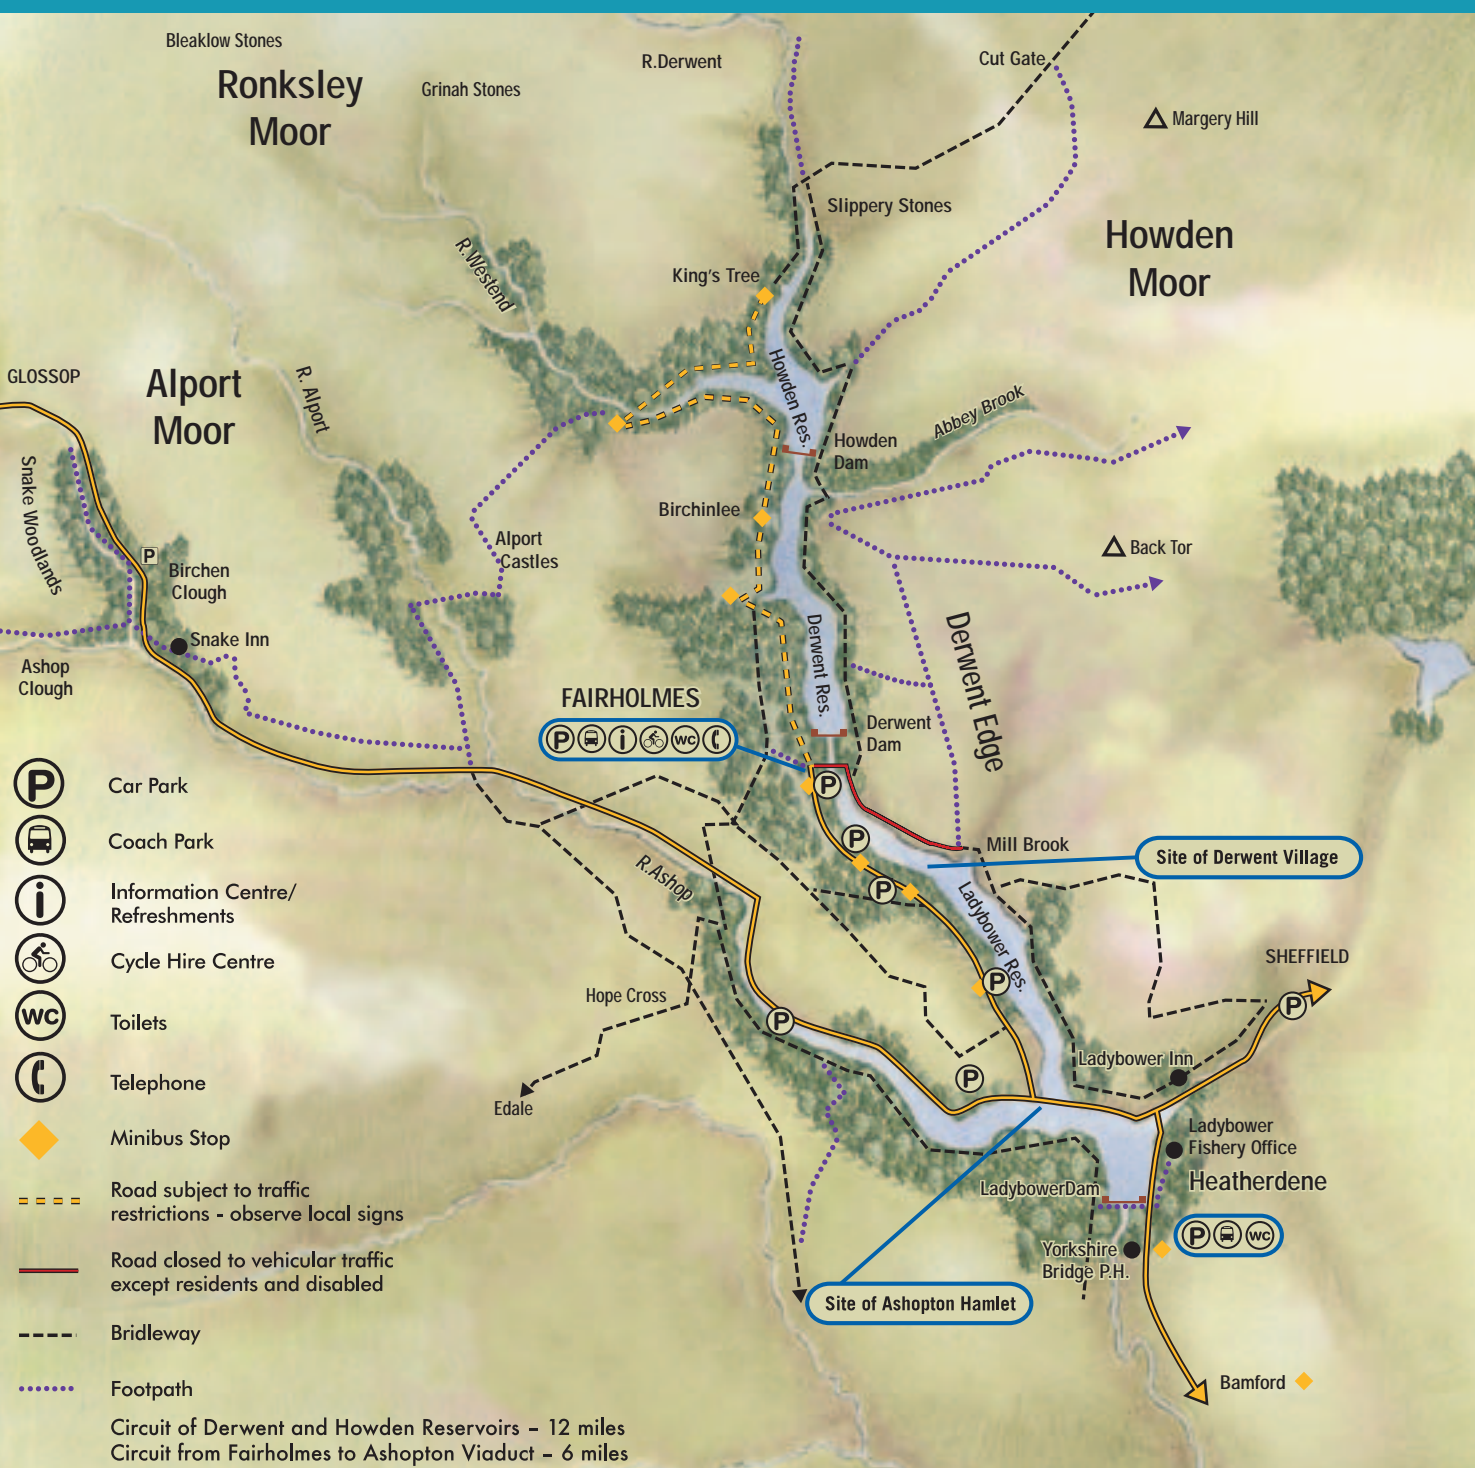 Bleaklow Stones
Ronksley
Moor
Grinah Stones
R.Derwent
Cut Gate
Margery Hill
Slippery Stones
Howden
Moor
R.Westend
King's Tree
GLOSSOP
Alport
Moor
R. Alport
Howden Res.
Abbey Brook
Howden
Dam
Snake Woodlands
Birchinlee
Alport
Castles
Back Tor
P
Birchen
Clough
Snake Inn
Ashop
Clough
Derwent Res.
Derwent Edge
FAIRHOLMES
P i WC
Derwent
Dam
P
Mill Brook
P
Site of Derwent Village
P
R.Ashop
Ladybower Res.
SHEFFIELD
P
P
Hope Cross
P
Ladybower Inn
P
Edale
Ladybower
Fishery Office
Heatherdene
LadybowerDam
P WC
Yorkshire
Bridge P.H.
Site of Ashopton Hamlet
Bamford
P Car Park
Coach Park
i Information Centre/
Refreshments
Cycle Hire Centre
WC Toilets
Telephone
Minibus Stop
Road subject to traffic
restrictions - observe local signs
Road closed to vehicular traffic
except residents and disabled
Bridleway
Footpath
Circuit of Derwent and Howden Reservoirs – 12 miles
Circuit from Fairholmes to Ashopton Viaduct – 6 miles